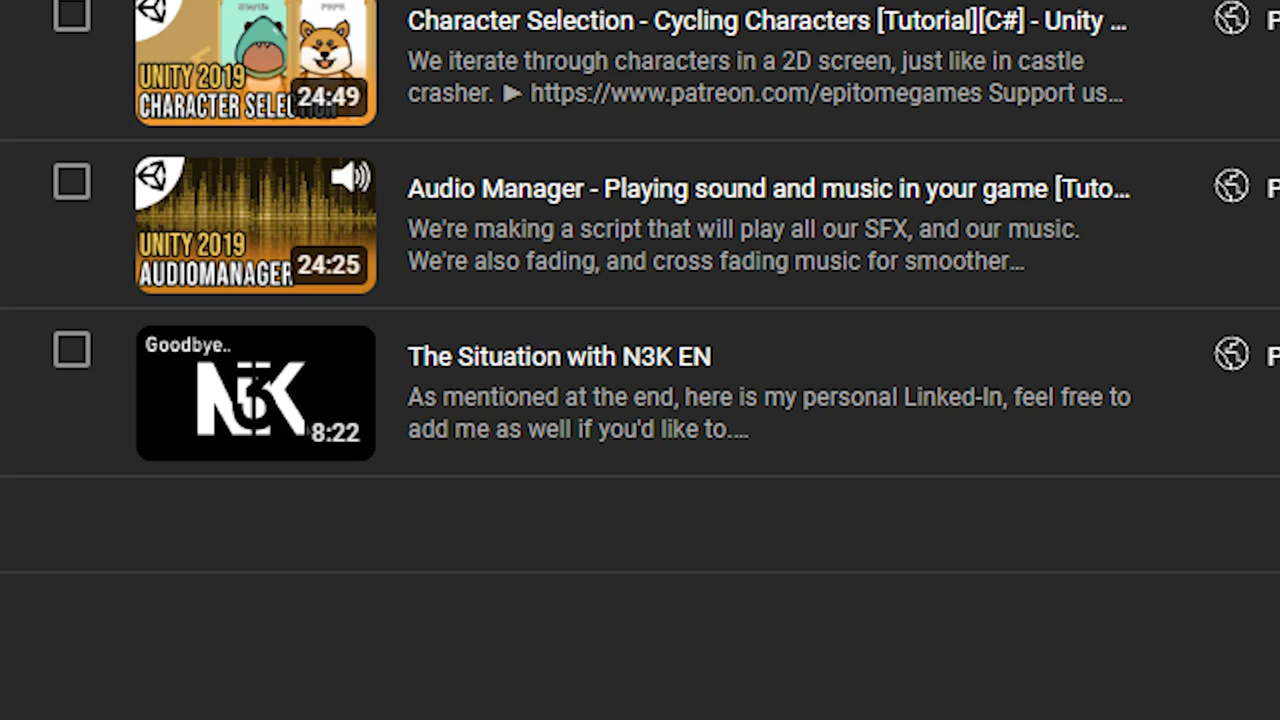 Character Selection - Cycling Characters [Tutorial][C#] - Unity ...
We iterate through characters in a 2D screen, just like in castle
crasher. ► https://www.patreon.com/epitomegames Support us...
UNITY 2019
CHARACTER SELECTION
24:49
P
Audio Manager - Playing sound and music in your game [Tuto...
We're making a script that will play all our SFX, and our music.
We're also fading, and cross fading music for smoother...
UNITY 2019
AUDIOMANAGER
24:25
P
Goodbye..
N3K
8:22
The Situation with N3K EN
As mentioned at the end, here is my personal Linked-In, feel free to
add me as well if you'd like to....
P